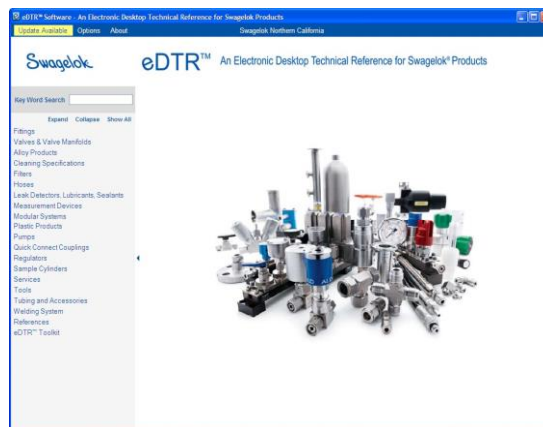 eDTR™ Software - An Electronic Desktop Technical Reference for Swagelok Products
Update Available Options About Swagelok Northern California
Swagelok
eDTR™ An Electronic Desktop Technical Reference for Swagelok® Products
Key Word Search
Expand Collapse Show All
Fittings
Valves & Valve Manifolds
Alloy Products
Cleaning Specifications
Filters
Hoses
Leak Detectors, Lubricants, Sealants
Measurement Devices
Modular Systems
Plastic Products
Pumps
Quick Connect Couplings
Regulators
Sample Cylinders
Services
Tools
Tubing and Accessories
Welding System
References
eDTR™ Toolkit